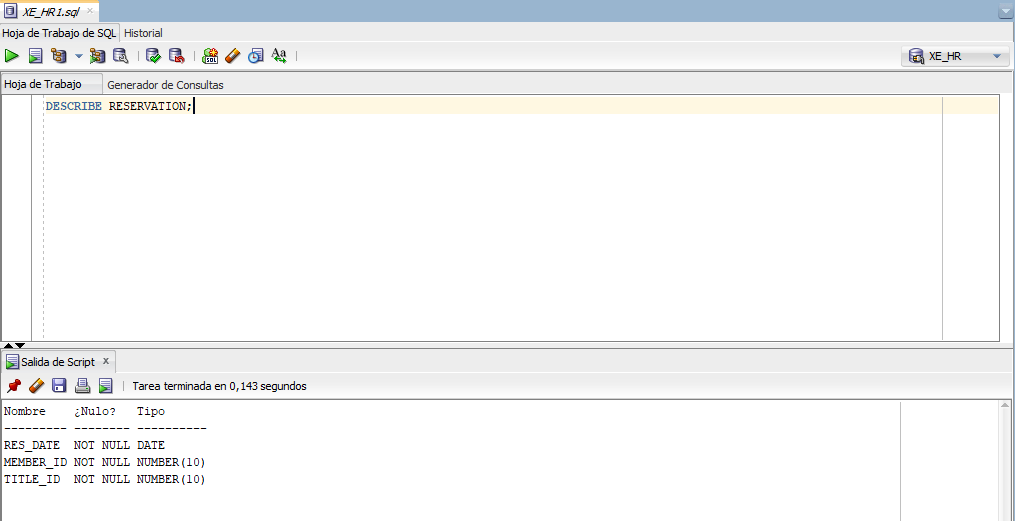 XE_HR1.sql
Hoja de Trabajo de SQL Historial
SQL Aa XE_HR
Hoja de Trabajo Generador de Consultas
DESCRIBE RESERVATION;
Salida de Script x
Tarea terminada en 0,143 segundos
Nombre ¿Nulo? Tipo
--------- -------- ----------
RES_DATE NOT NULL DATE
MEMBER_ID NOT NULL NUMBER(10)
TITLE_ID NOT NULL NUMBER(10)